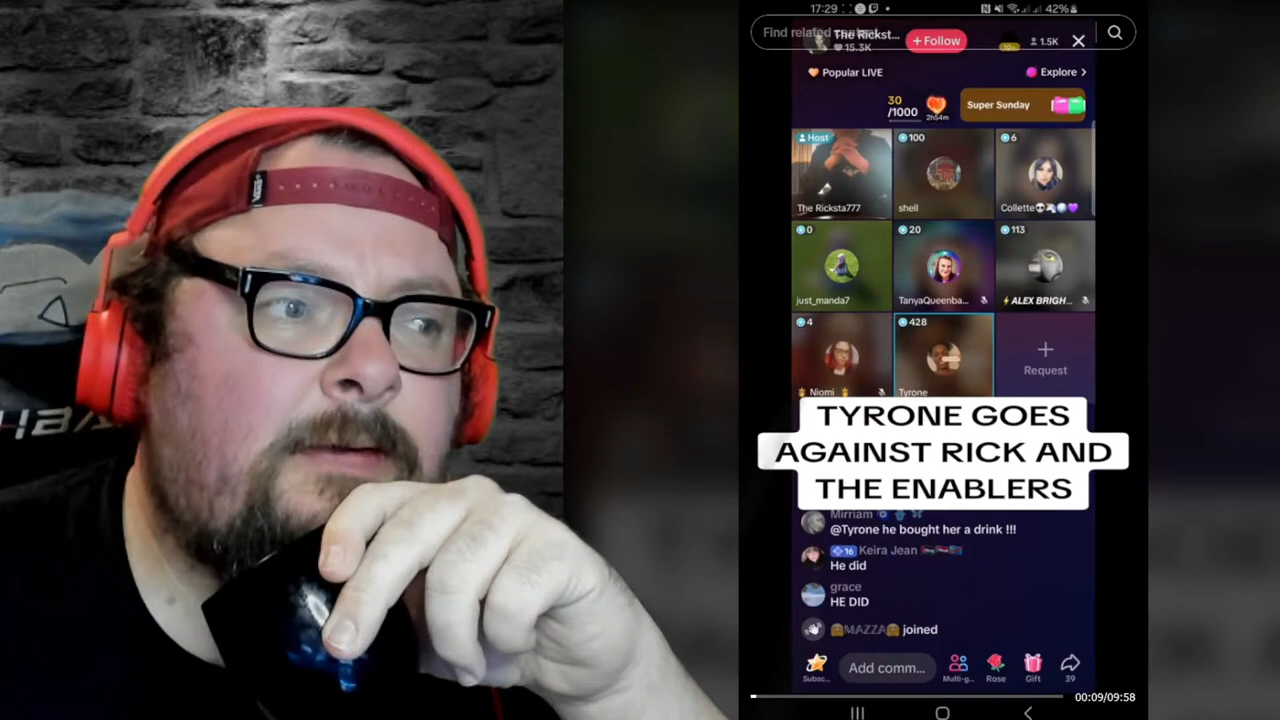 17:29
42%
Find related
The Rickst...
15.3K
+ Follow
1.5K
Popular LIVE
Explore >
30
/1000
2h54m
Super Sunday
Host
The Ricksta777
100
shell
6
Collette
0
just_manda7
20
TanyaQueenba...
113
ALEX BRIGH...
4
Niomi
428
Tyrone
Request
TYRONE GOES
AGAINST RICK AND
THE ENABLERS
Mirriam
@Tyrone he bought her a drink !!!
16 Keira Jean
He did
grace
HE DID
MAZZA joined
Subsc...
Add comm...
Multi-g...
Rose
Gift
39
00:09/09:58
VANS